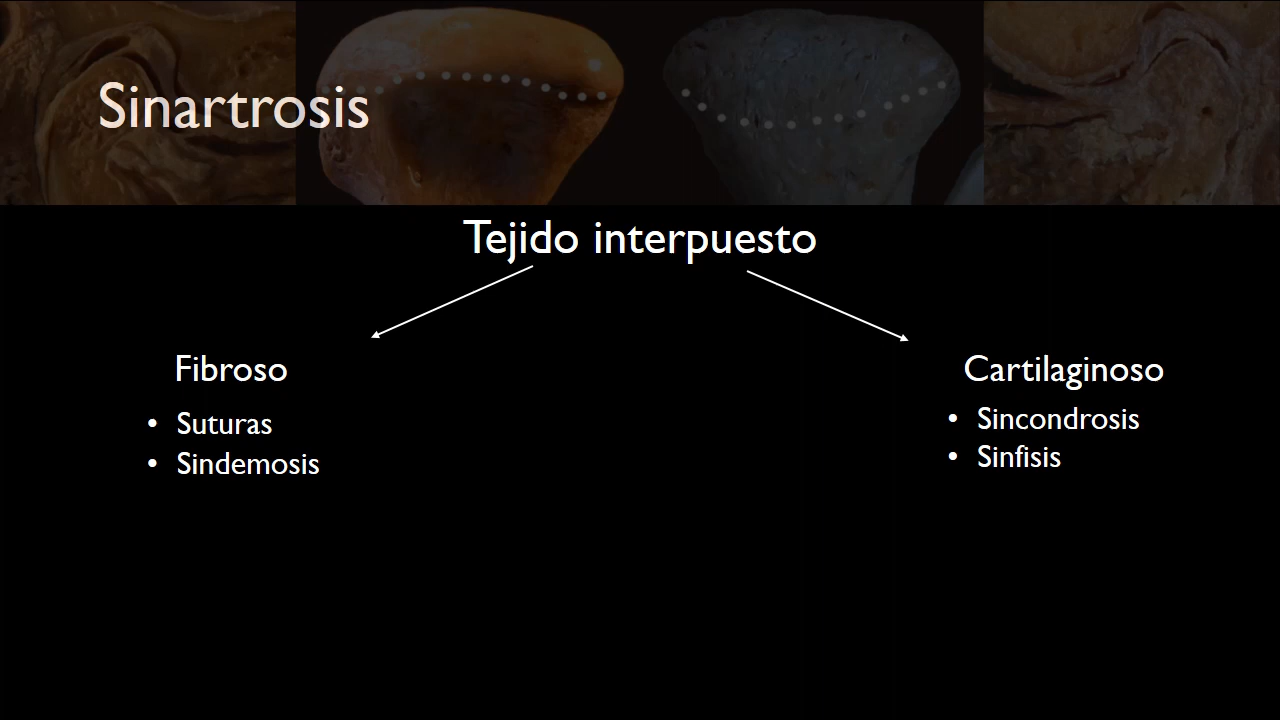 Sinartrosis
Tejido interpuesto
Fibroso
• Suturas
• Sindemosis
Cartilaginoso
• Sincondrosis
• Sinfisis